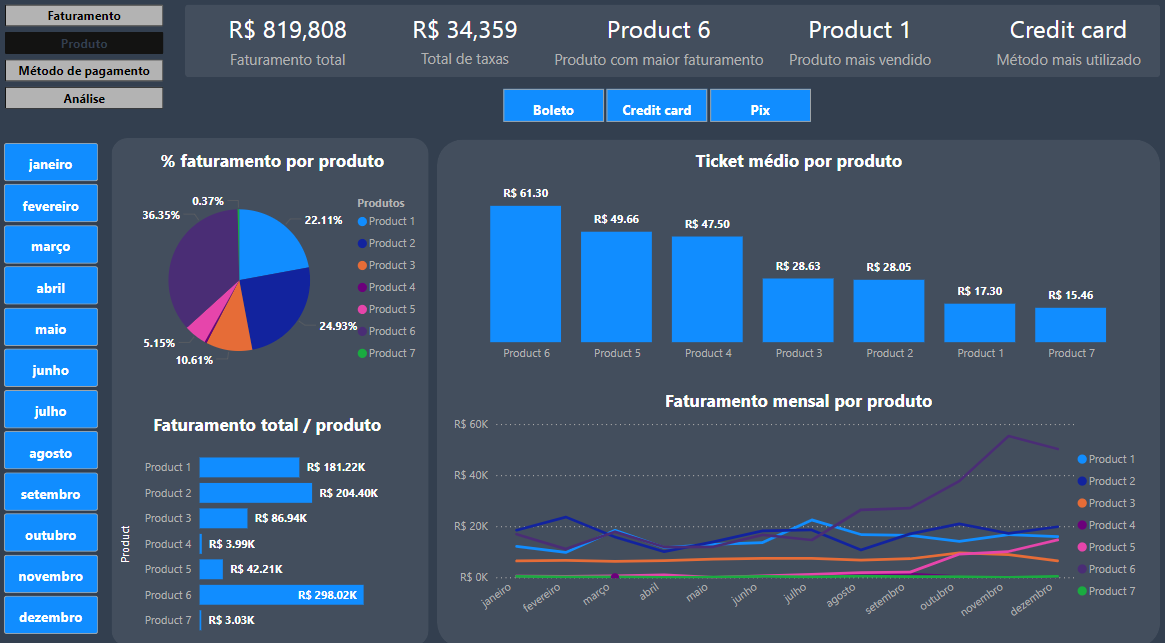 Faturamento
Produto
Método de pagamento
Análise
R$ 819,808
Faturamento total
R$ 34,359
Total de taxas
Product 6
Produto com maior faturamento
Product 1
Produto mais vendido
Credit card
Método mais utilizado
Boleto
Credit card
Pix
janeiro
fevereiro
março
abril
maio
junho
julho
agosto
setembro
outubro
novembro
dezembro
% faturamento por produto
0.37%
36.35%
22.11%
24.93%
5.15%
10.61%
Produtos
Product 1
Product 2
Product 3
Product 4
Product 5
Product 6
Product 7
Faturamento total / produto
Product
Product 1 R$ 181.22K
Product 2 R$ 204.40K
Product 3 R$ 86.94K
Product 4 R$ 3.99K
Product 5 R$ 42.21K
Product 6 R$ 298.02K
Product 7 R$ 3.03K
Ticket médio por produto
R$ 61.30
R$ 49.66
R$ 47.50
R$ 28.63
R$ 28.05
R$ 17.30
R$ 15.46
Product 6 Product 5 Product 4 Product 3 Product 2 Product 1 Product 7
Faturamento mensal por produto
R$ 60K
R$ 40K
R$ 20K
R$ 0K
janeiro fevereiro março abril maio junho julho agosto setembro outubro novembro dezembro
Product 1
Product 2
Product 3
Product 4
Product 5
Product 6
Product 7